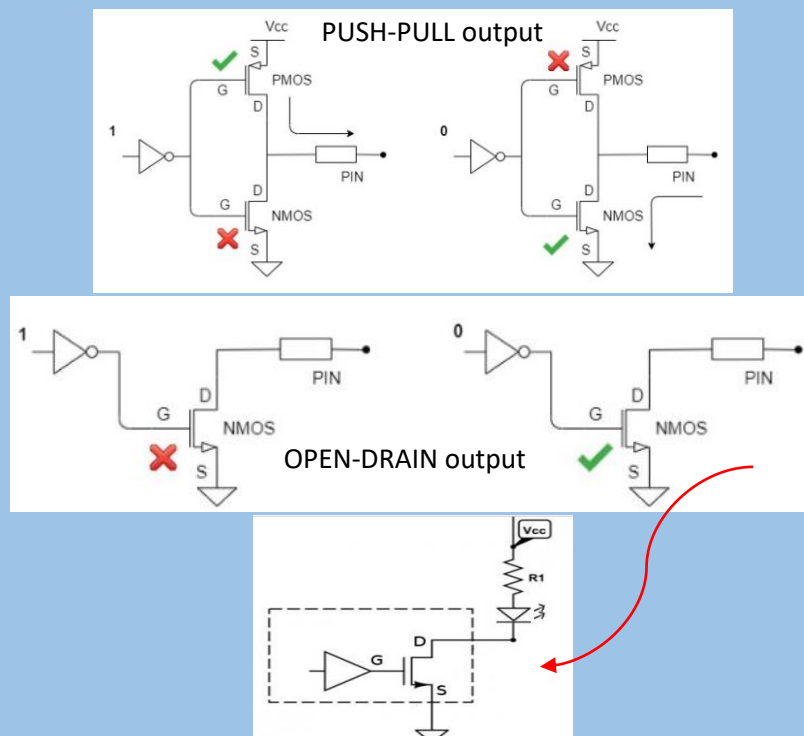 PUSH-PULL output
Vcc
S
PMOS
G
D
1
PIN
D
G
NMOS
S
Vcc
S
PMOS
G
D
0
PIN
D
G
NMOS
S
1
PIN
D
G
NMOS
S
0
PIN
D
G
NMOS
S
OPEN-DRAIN output
Vcc
R1
D
G
S